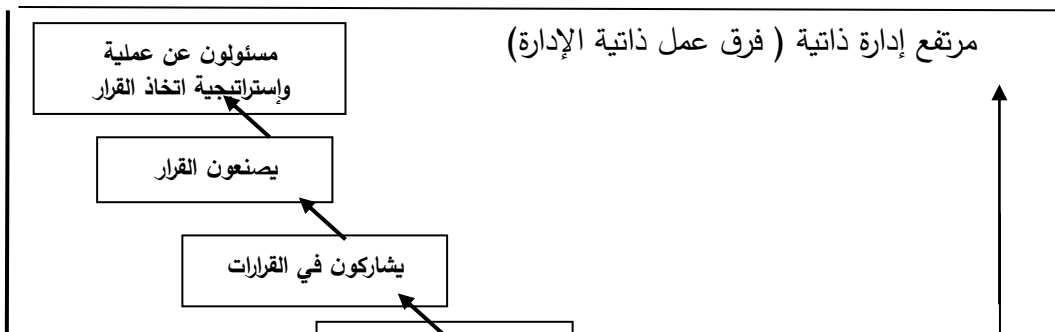 مرتفع إدارة ذاتية ( فرق عمل ذاتية الإدارة)
مسئولون عن عملية
وإستراتيجية اتخاذ القرار
يصنعون القرار
يشاركون في القرارات